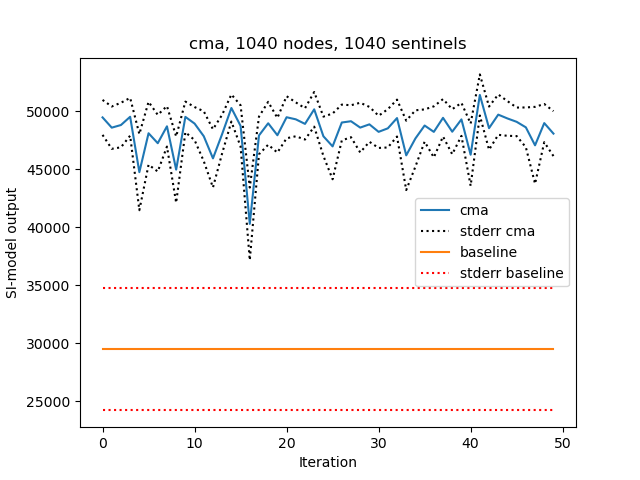 cma, 1040 nodes, 1040 sentinels
SI-model output
50000
45000
40000
35000
30000
25000
cma
stderr cma
baseline
stderr baseline
0
10
20
30
40
50
Iteration